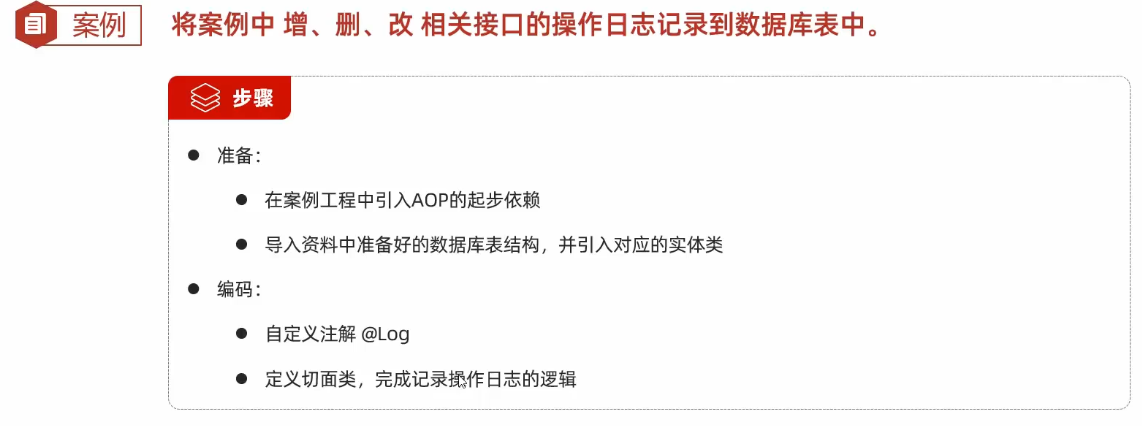 案例 将案例中 增、删、改 相关接口的操作日志记录到数据库表中。
步骤
准备：
在案例工程中引入AOP的起步依赖
导入资料中准备好的数据库表结构，并引入对应的实体类
编码：
自定义注解 @Log
定义切面类，完成记录操作日志的逻辑